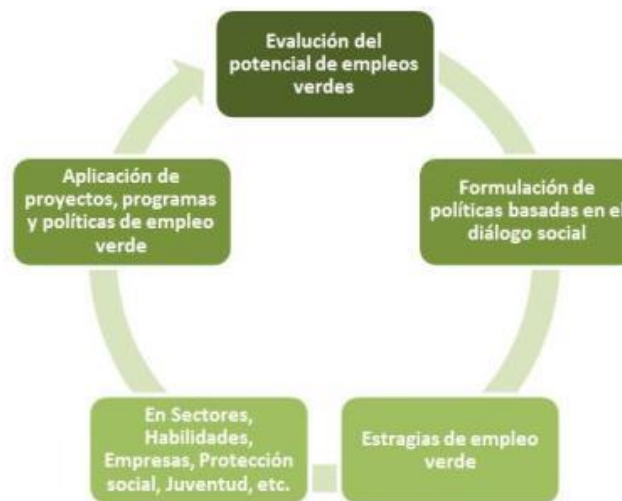 Evalución del
potencial de empleos
verdes
Formulación de
políticas basadas en el
diálogo social
Estragias de empleo
verde
En Sectores,
Habilidades,
Empresas, Protección
social, Juventud, etc.
Aplicación de
proyectos, programas
y políticas de empleo
verde